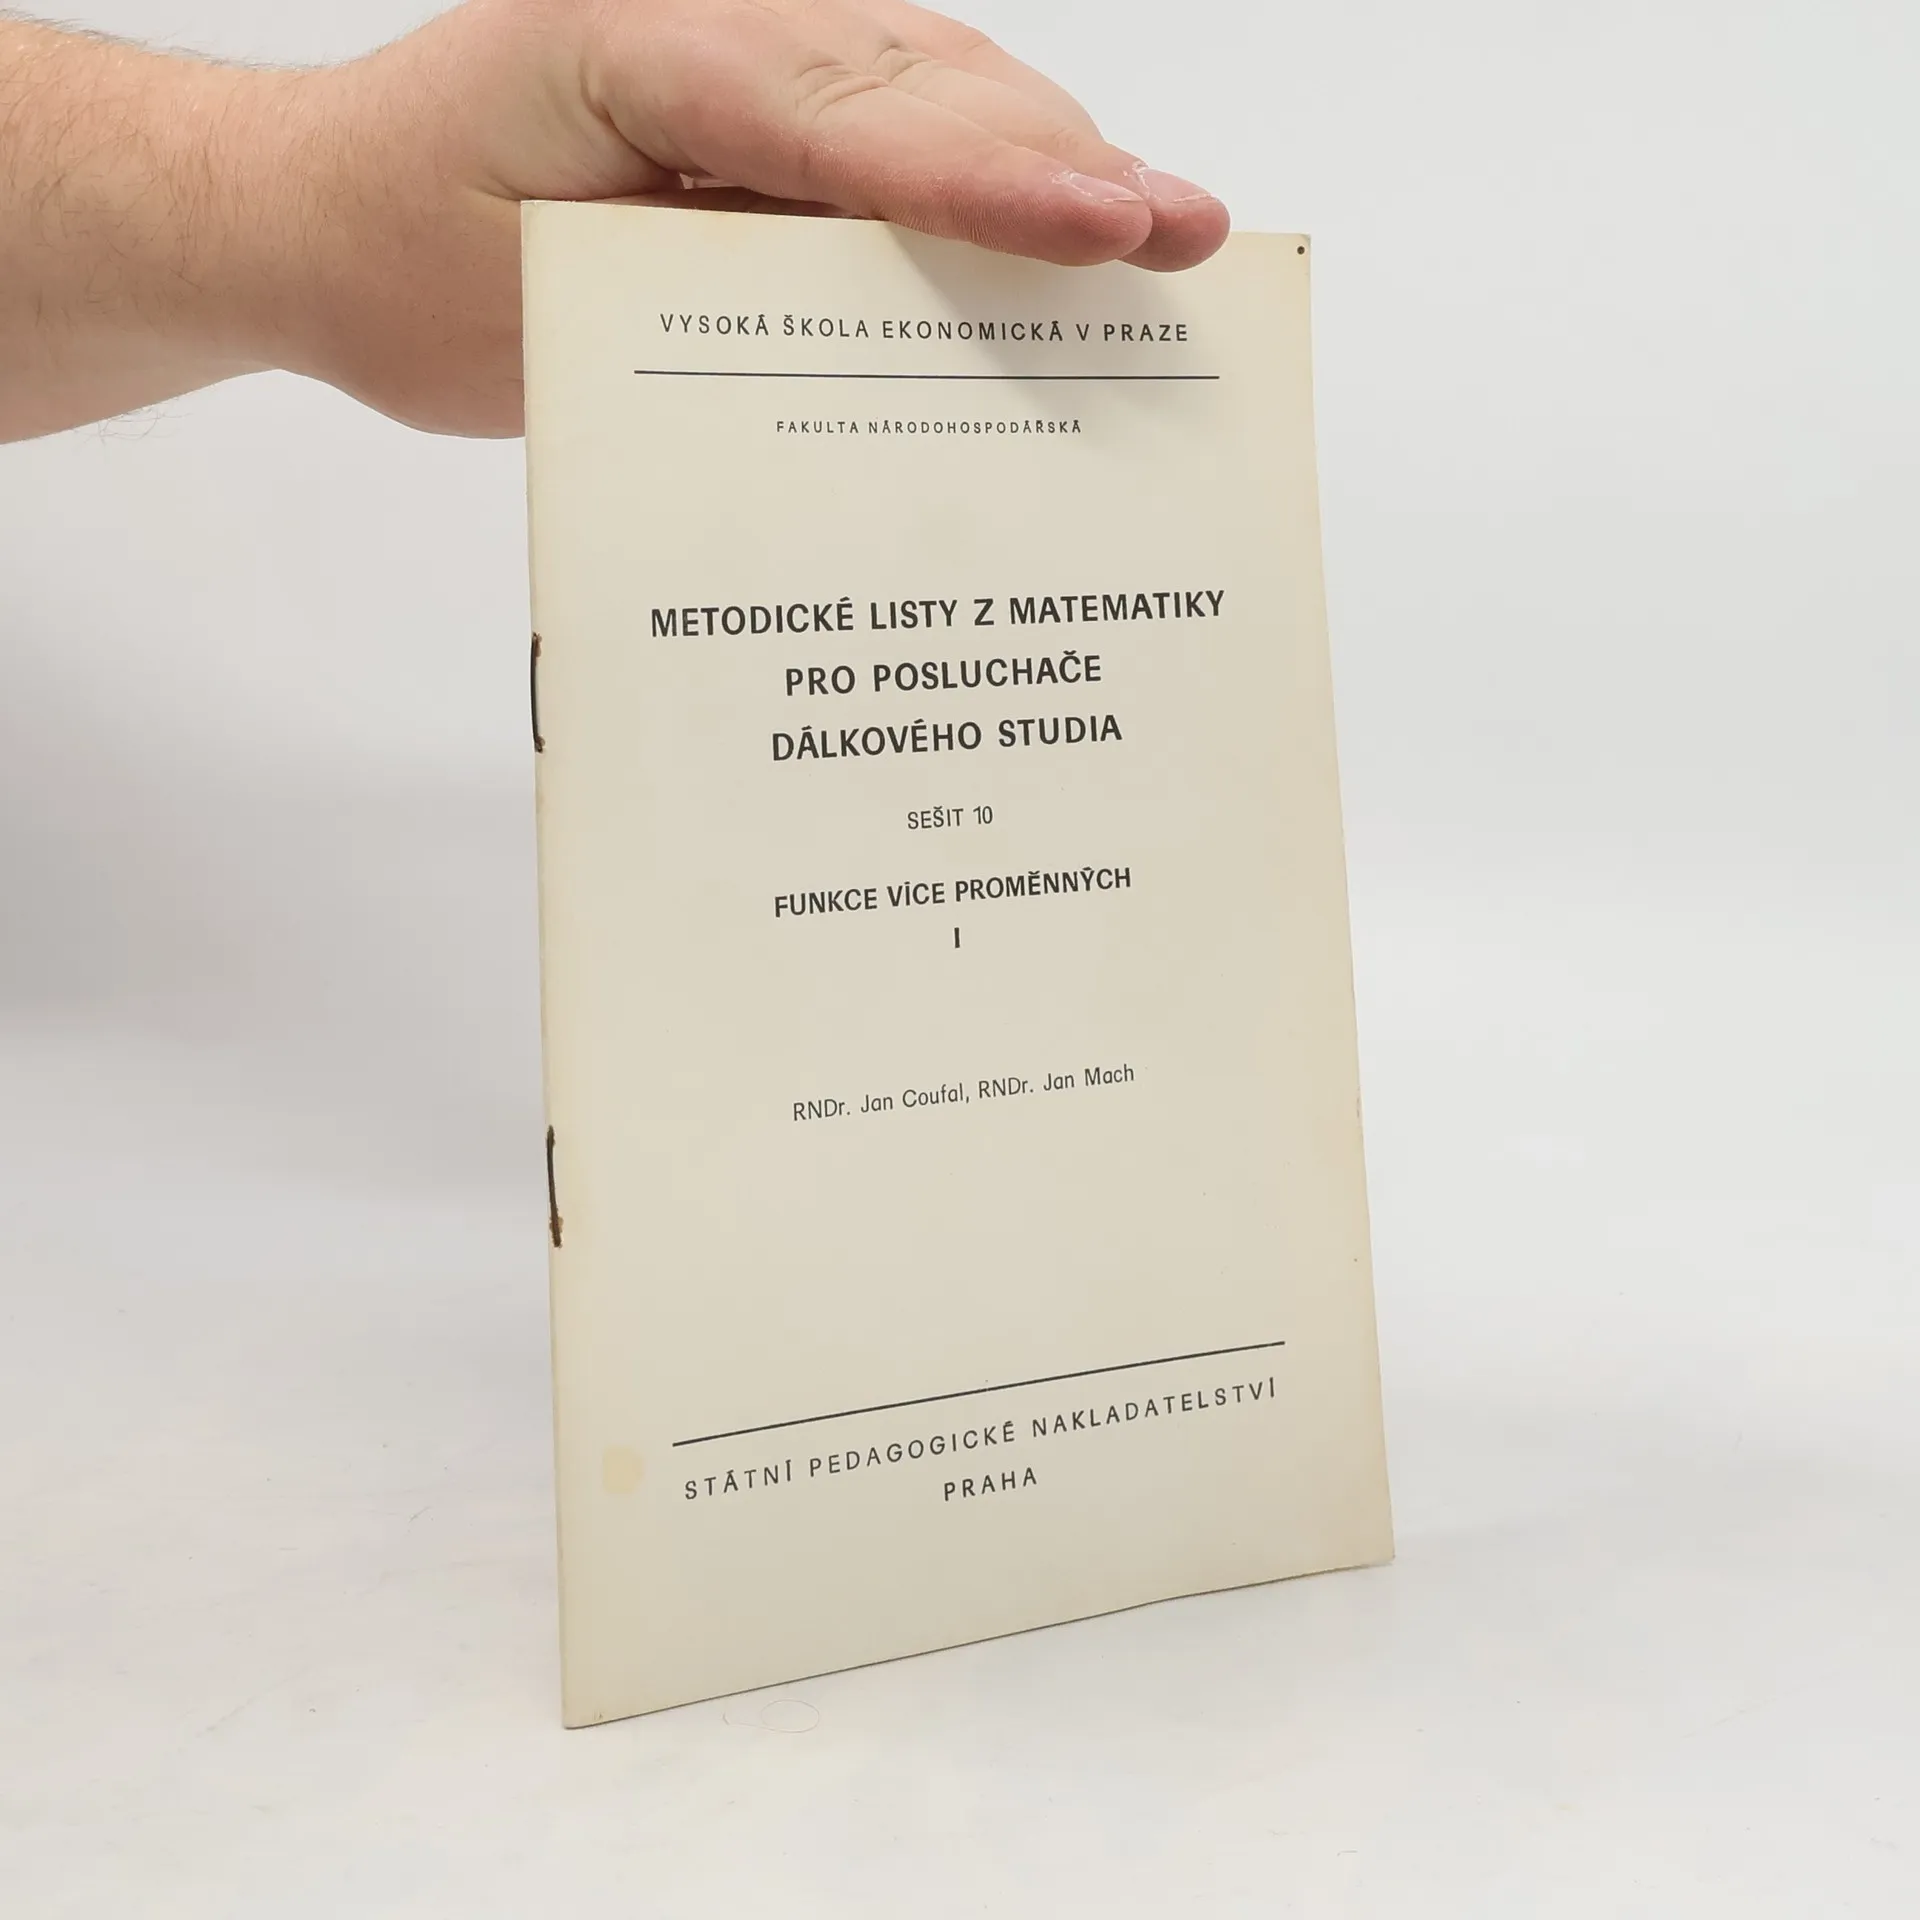 VYSOKÁ ŠKOLA EKONOMICKÁ V PRAZE
FAKULTA NÁRODOHOSPODÁŘSKÁ
METODICKÉ LISTY Z MATEMATIKY
PRO POSLUCHAČE
DÁLKOVÉHO STUDIA
SEŠIT 10
FUNKCE VÍCE PROMĚNNÝCH
I
RNDr. Jan Coufal, RNDr. Jan Mach
STÁTNÍ PEDAGOGICKÉ NAKLADATELSTVÍ
PRAHA